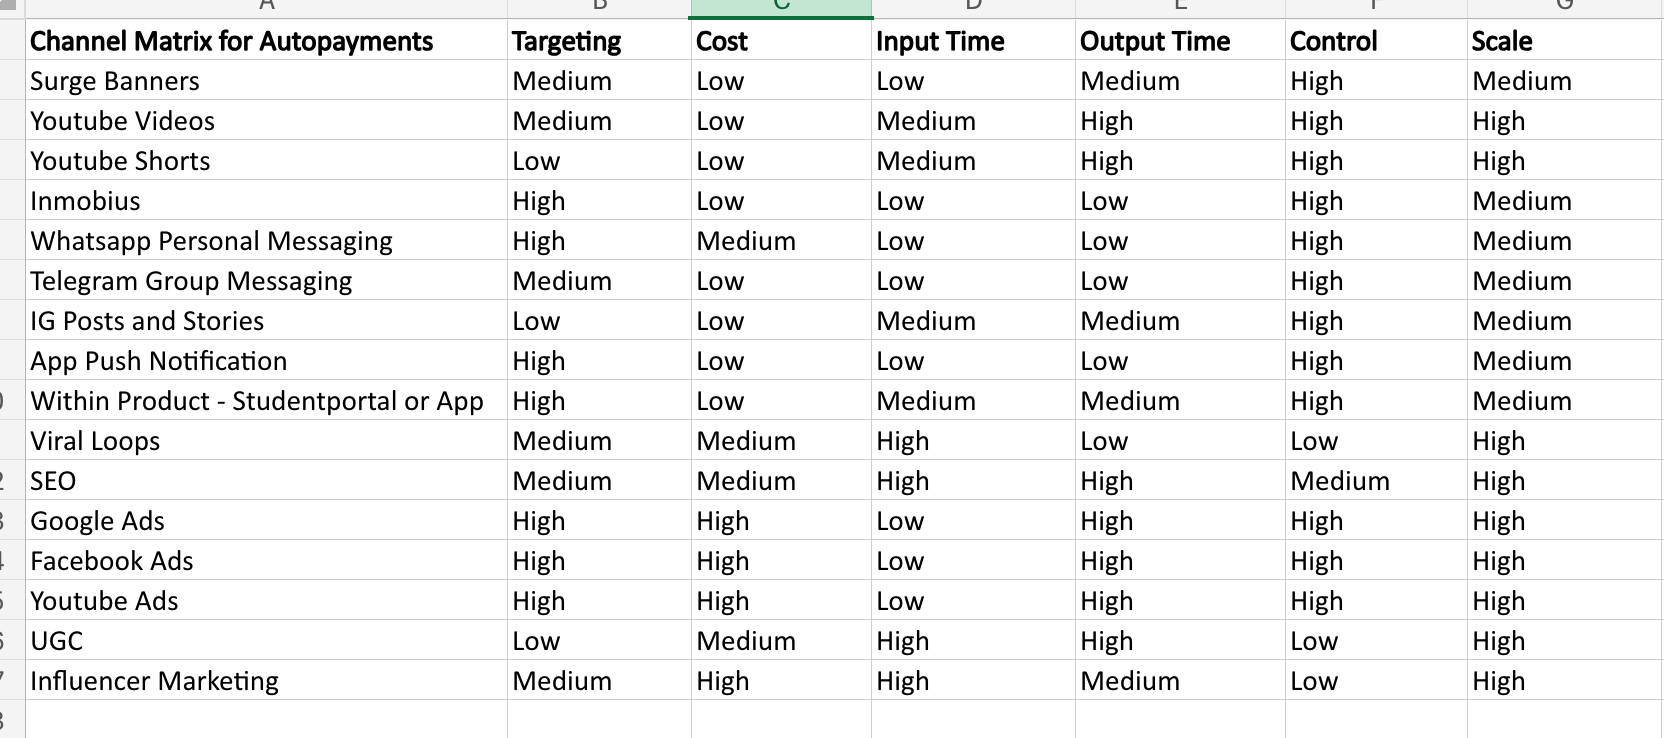 A B C D E F G
Channel Matrix for Autopayments Targeting Cost Input Time Output Time Control Scale
Surge Banners Medium Low Low Medium High Medium
Youtube Videos Medium Low Medium High High High
Youtube Shorts Low Low Medium High High High
Inmobius High Low Low Low High Medium
Whatsapp Personal Messaging High Medium Low Low High Medium
Telegram Group Messaging Medium Low Low Low High Medium
IG Posts and Stories Low Low Medium Medium High Medium
App Push Notification High Low Low Low High Medium
Within Product - Studentportal or App High Low Medium Medium High Medium
Viral Loops Medium Medium High Low Low High
SEO Medium Medium High High Medium High
Google Ads High High Low High High High
Facebook Ads High High Low High High High
Youtube Ads High High Low High High High
UGC Low Medium High High Low High
Influencer Marketing Medium High High Medium Low High